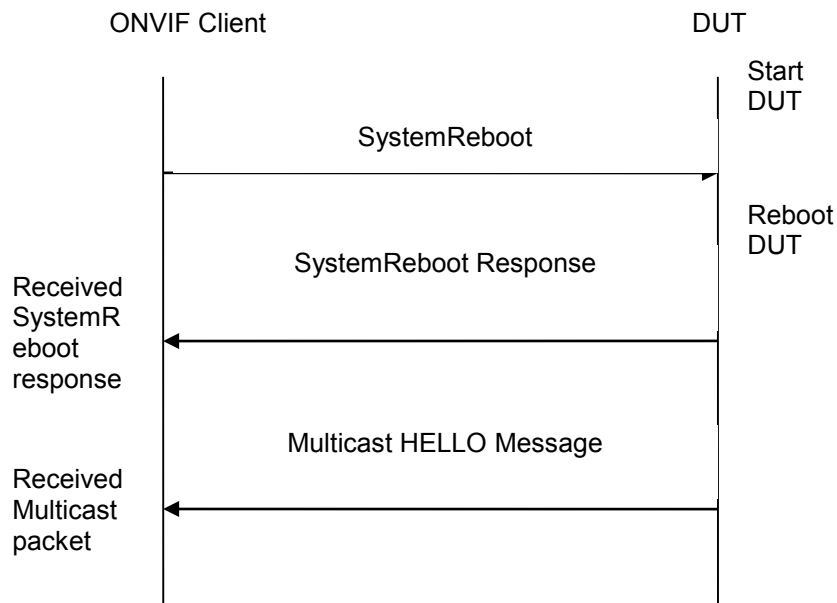 ONVIF Client
DUT
Start
DUT
SystemReboot
Reboot
DUT
SystemReboot Response
Received
SystemR
eboot
response
Multicast HELLO Message
Received
Multicast
packet